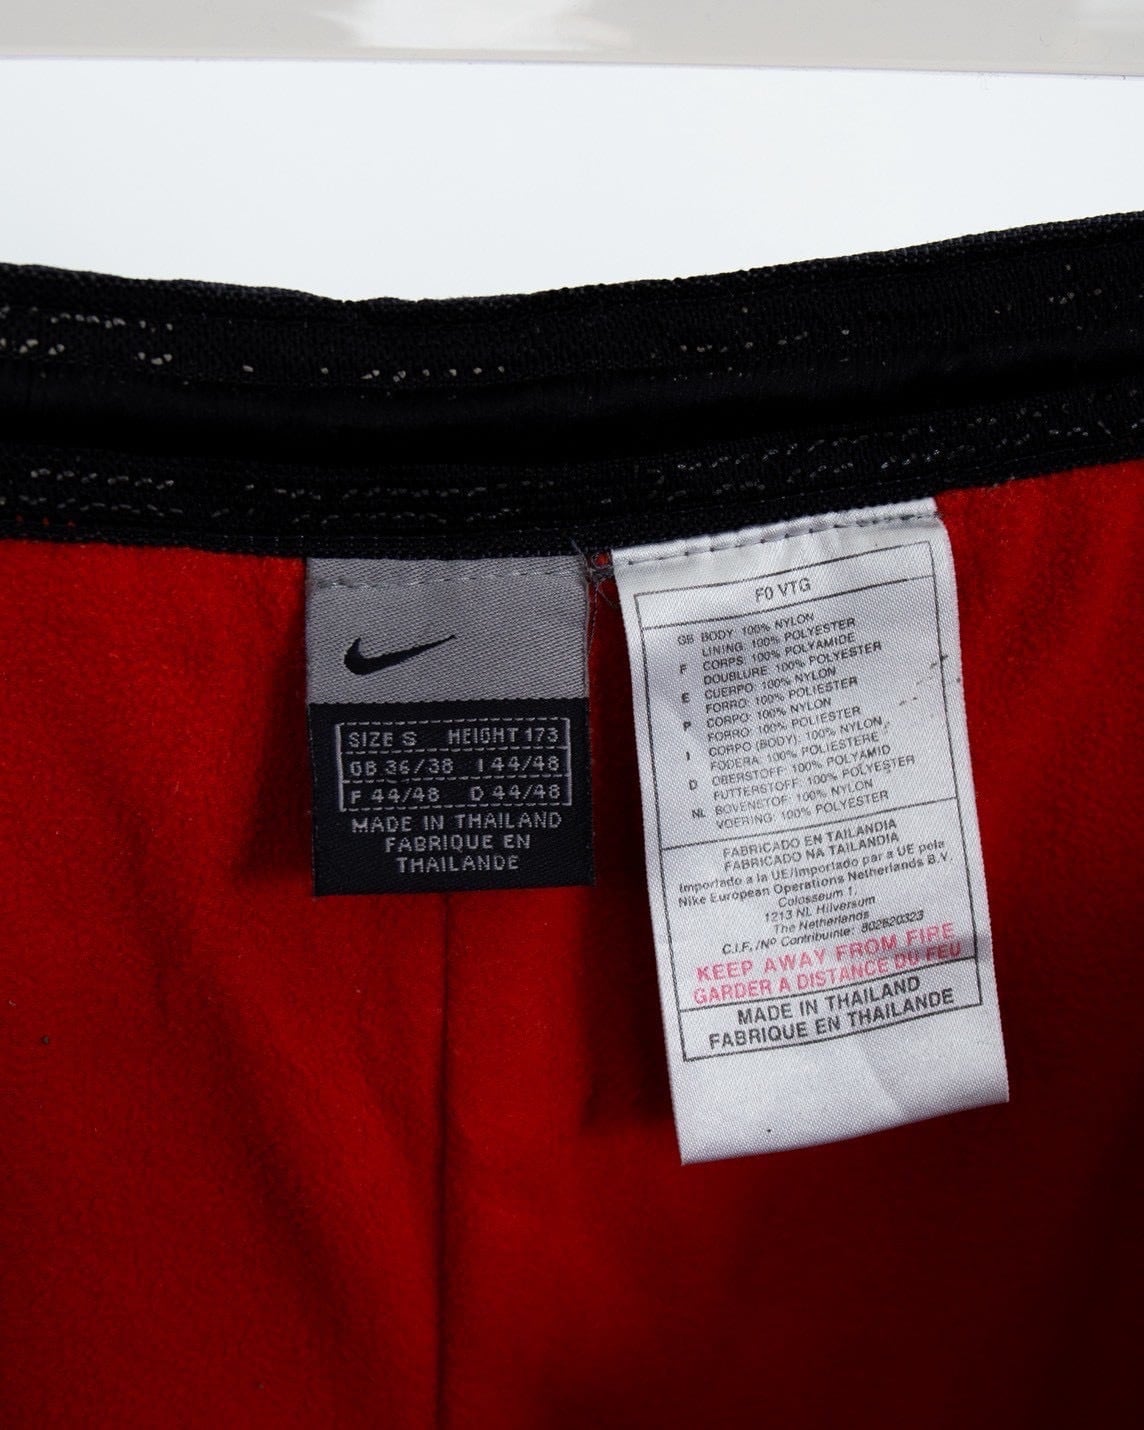 SIZE S HEIGHT 173
GB 36/38 I 44/48
F 44/48 D 44/48
MADE IN THAILAND
FABRIQUE EN
THAILANDE
F0 VTG
GB BODY 100% NYLON
LINING: 100% POLYESTER
F CORPS: 100% POLYAMIDE
DOUBLURE: 100% POLYESTER
E CUERPO: 100% NYLON
FORRO: 100% POLIESTER
P CORPO: 100% NYLON
FORRO: 100% POLIESTER
I CORPO (BODY): 100% NYLON,
FODERA: 100% POLIESTERE
D OBERSTOFF: 100% POLYAMID
FUTTERSTOFF: 100% POLYESTER
NL BOVENSTOF: 100% NYLON
VOERING: 100% POLYESTER
FABRICADO EN TAILANDIA
FABRICADO NA TAILANDIA
Importado a la UE/Importado par a UE pela
Nike European Operations Netherlands B.V.
Colosseum 1,
1213 NL Hilversum
The Netherlands
C.I.F./Nº Contribuinte: 802620323
KEEP AWAY FROM FIRE
GARDER A DISTANCE DU FEU
MADE IN THAILAND
FABRIQUE EN THAILANDE